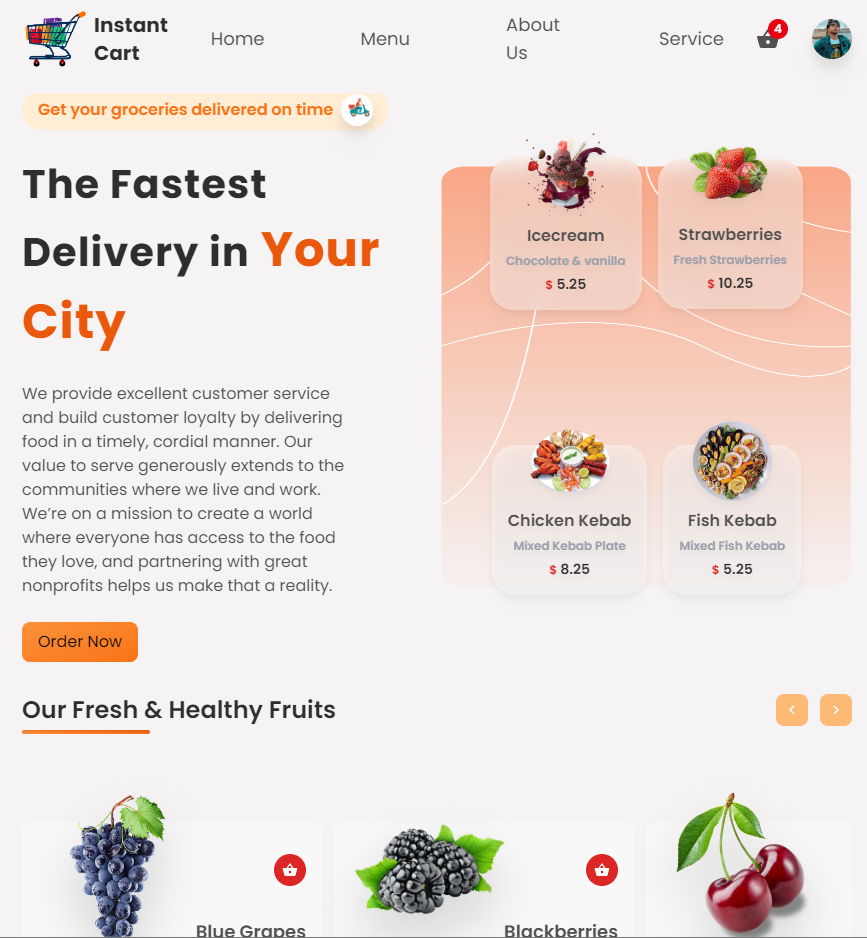 Instant
Cart
Home
Menu
About
Us
Service
4
Get your groceries delivered on time
The Fastest
Delivery in Your
City
We provide excellent customer service
and build customer loyalty by delivering
food in a timely, cordial manner. Our
value to serve generously extends to the
communities where we live and work.
We’re on a mission to create a world
where everyone has access to the food
they love, and partnering with great
nonprofits helps us make that a reality.
Order Now
Icecream
Chocolate & vanilla
$ 5.25
Strawberries
Fresh Strawberries
$ 10.25
Chicken Kebab
Mixed Kebab Plate
$ 8.25
Fish Kebab
Mixed Fish Kebab
$ 5.25
Our Fresh & Healthy Fruits
Blue Grapes
Blackberries